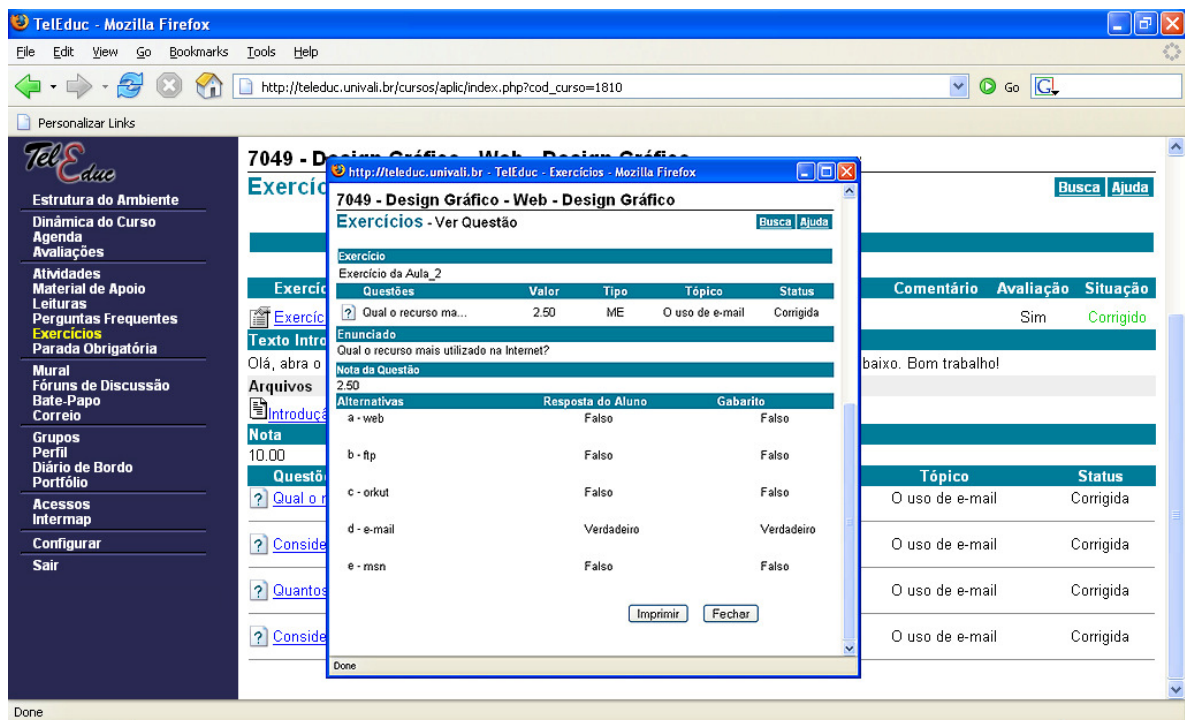 TelEduc - Mozilla Firefox
File Edit View Go Bookmarks Tools Help
http://teleduc.univali.br/cursos/aplic/index.php?cod_curso=1810 Go
Personalizar Links
TelEduc
Estrutura do Ambiente
Dinâmica do Curso
Agenda
Avaliações
Atividades
Material de Apoio
Leituras
Perguntas Frequentes
Exercícios
Parada Obrigatória
Mural
Fóruns de Discussão
Bate-Papo
Correio
Grupos
Perfil
Diário de Bordo
Portfólio
Acessos
Intermap
Configurar
Sair
7049 - Design Gráfico - Web - Design Gráfico
Exercíc
Busca Ajuda
Exercíc Comentário Avaliação Situação
Exercíc Sim Corrigido
Texto Intro
Olá, abra o baixo. Bom trabalho!
Arquivos
Introduçã
Nota
10.00
Questõ Tópico Status
Qual o r O uso de e-mail Corrigida
Conside O uso de e-mail Corrigida
Quantos O uso de e-mail Corrigida
Conside O uso de e-mail Corrigida
http://teleduc.univali.br - TelEduc - Exercícios - Mozilla Firefox
7049 - Design Gráfico - Web - Design Gráfico
Exercícios - Ver Questão Busca Ajuda
Exercício
Exercício da Aula_2
Questões Valor Tipo Tópico Status
Qual o recurso ma... 2.50 ME O uso de e-mail Corrigida
Enunciado
Qual o recurso mais utilizado na Internet?
Nota da Questão
2.50
Alternativas Resposta do Aluno Gabarito
a - web Falso Falso
b - ftp Falso Falso
c - orkut Falso Falso
d - e-mail Verdadeiro Verdadeiro
e - msn Falso Falso
Imprimir Fechar
Done
Done